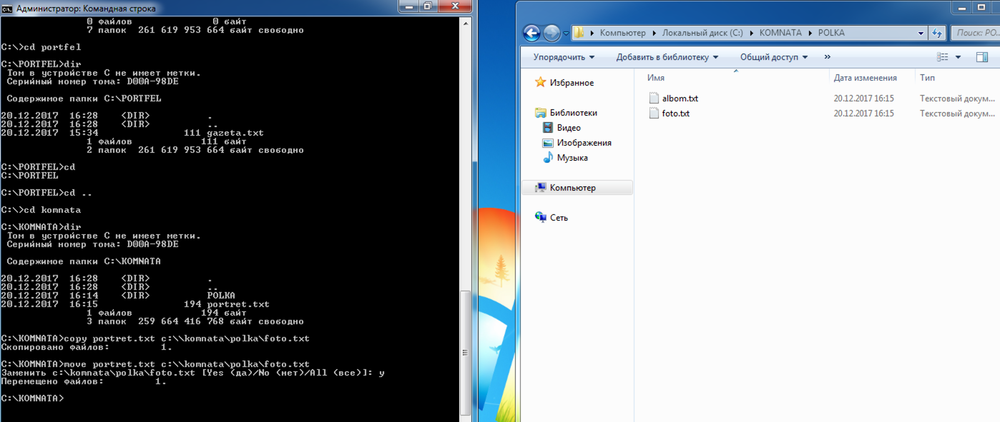 Администратор: Командная строка
0 файлов 0 байт
7 папок 261 619 953 664 байт свободно
C:\>cd portfel
C:\PORTFEL>dir
Том в устройстве C не имеет метки.
Серийный номер тома: D00A-98DE
Содержимое папки C:\PORTFEL
20.12.2017 16:28 <DIR> .
20.12.2017 16:28 <DIR> ..
20.12.2017 15:34 111 gazeta.txt
1 файлов 111 байт
2 папок 261 619 953 664 байт свободно
C:\PORTFEL>cd
C:\PORTFEL
C:\PORTFEL>cd ..
C:\>cd komnata
C:\KOMNATA>dir
Том в устройстве C не имеет метки.
Серийный номер тома: D00A-98DE
Содержимое папки C:\KOMNATA
20.12.2017 16:28 <DIR> .
20.12.2017 16:28 <DIR> ..
20.12.2017 16:14 <DIR> POLKA
20.12.2017 16:15 194 portret.txt
1 файлов 194 байт
3 папок 259 664 416 768 байт свободно
C:\KOMNATA>copy portret.txt c:\\komnata\polka\foto.txt
Скопировано файлов: 1.
C:\KOMNATA>move portret.txt c:\\komnata\polka\foto.txt
Заменить c:\komnata\polka\foto.txt [Yes (да)/No (нет)/All (все)]: y
Перемещено файлов: 1.
C:\KOMNATA>
Компьютер Локальный диск (C:) KOMNATA POLKA
Поиск: PO...
Упорядочить Добавить в библиотеку Общий доступ »
Избранное
Библиотеки
Видео
Изображения
Музыка
Компьютер
Сеть
Имя Дата изменения Тип
albom.txt 20.12.2017 16:15 Текстовый докум...
foto.txt 20.12.2017 16:15 Текстовый докум...